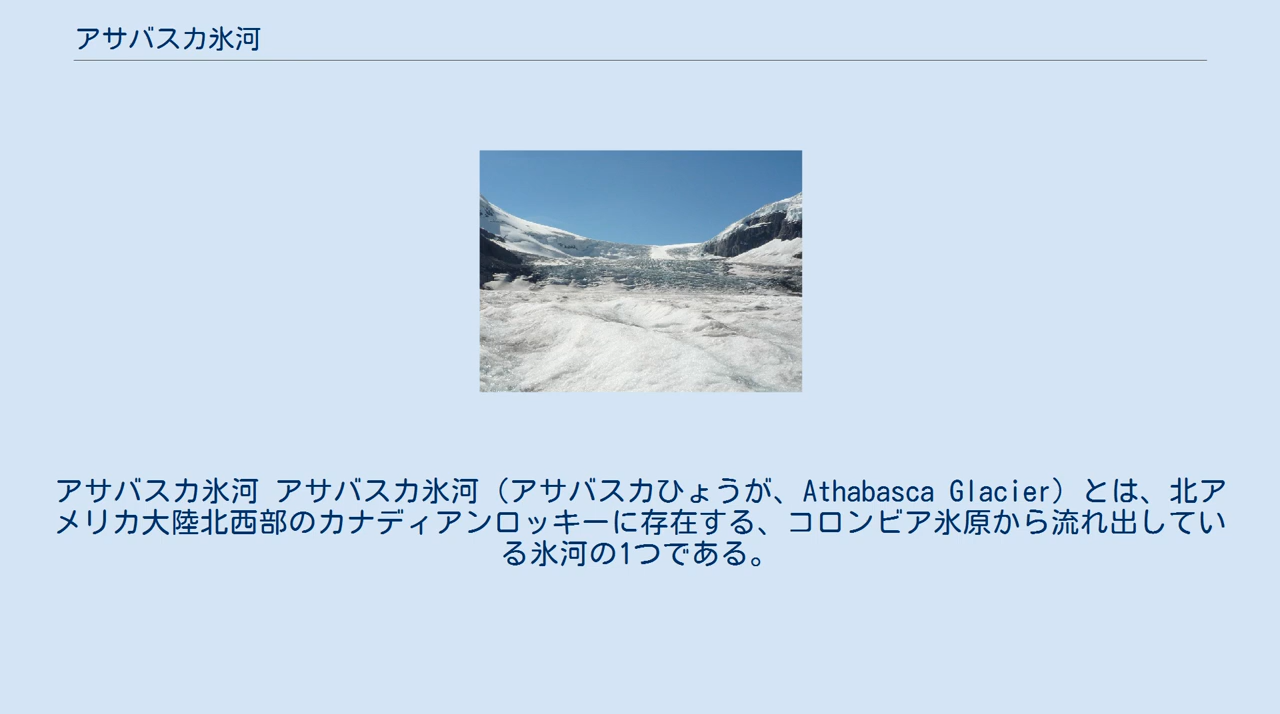 アサバスカ氷河
アサバスカ氷河 アサバスカ氷河（アサバスカひょうが、Athabasca Glacier）とは、北ア
メリカ大陸北西部のカナディアンロッキーに存在する、コロンビア氷原から流れ出してい
る氷河の1つである。